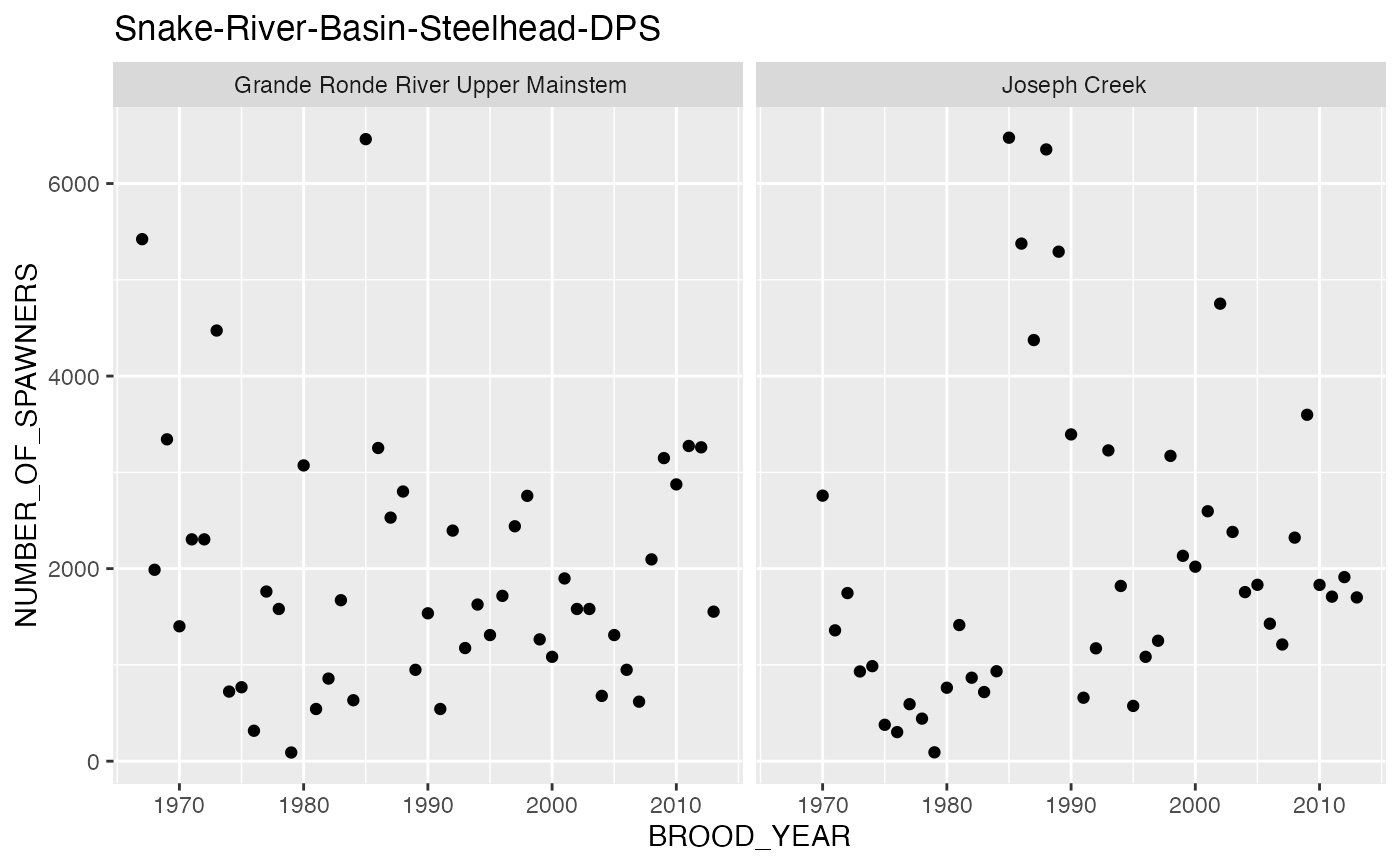 Snake-River-Basin-Steelhead-DPS
Grande Ronde River Upper Mainstem
Joseph Creek
NUMBER_OF_SPAWNERS
6000
4000
2000
0
1970 1980 1990 2000 2010
1970 1980 1990 2000 2010
BROOD_YEAR